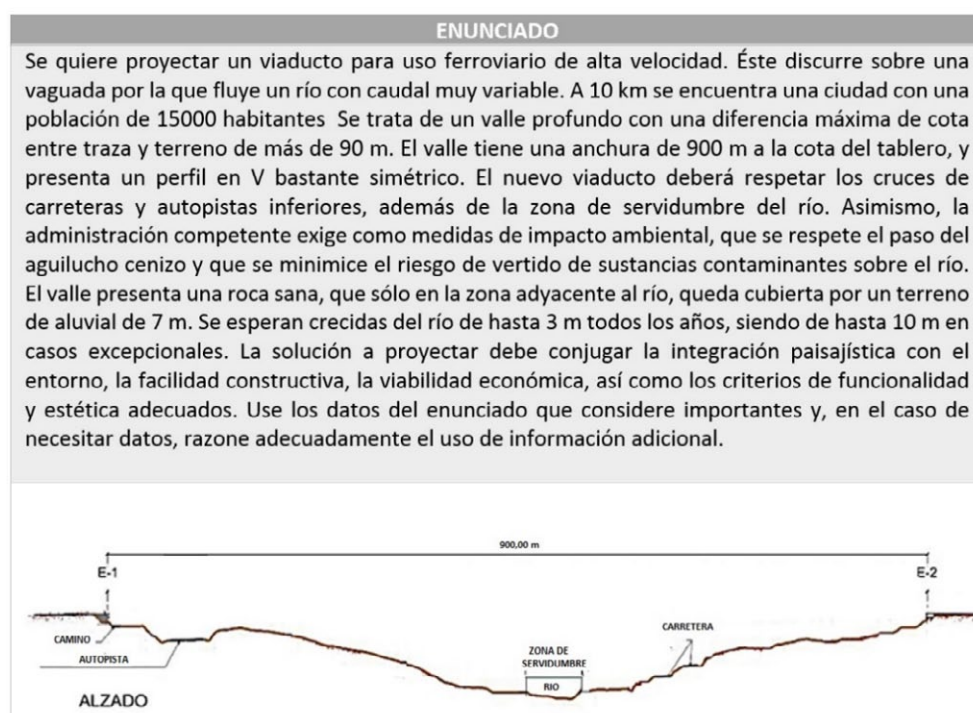 ENUNCIADO
Se quiere proyectar un viaducto para uso ferroviario de alta velocidad. Éste discurre sobre una
vaguada por la que fluye un río con caudal muy variable. A 10 km se encuentra una ciudad con una
población de 15000 habitantes Se trata de un valle profundo con una diferencia máxima de cota
entre traza y terreno de más de 90 m. El valle tiene una anchura de 900 m a la cota del tablero, y
presenta un perfil en V bastante simétrico. El nuevo viaducto deberá respetar los cruces de
carreteras y autopistas inferiores, además de la zona de servidumbre del río. Asimismo, la
administración competente exige como medidas de impacto ambiental, que se respete el paso del
aguilucho cenizo y que se minimice el riesgo de vertido de sustancias contaminantes sobre el río.
El valle presenta una roca sana, que sólo en la zona adyacente al río, queda cubierta por un terreno
de aluvial de 7 m. Se esperan crecidas del río de hasta 3 m todos los años, siendo de hasta 10 m en
casos excepcionales. La solución a proyectar debe conjugar la integración paisajística con el
entorno, la facilidad constructiva, la viabilidad económica, así como los criterios de funcionalidad
y estética adecuados. Use los datos del enunciado que considere importantes y, en el caso de
necesitar datos, razone adecuadamente el uso de información adicional.
900,00 m
E-1
E-2
CAMINO
AUTOPISTA
ZONA DE
SERVIDUMBRE
RIO
CARRETERA
ALZADO